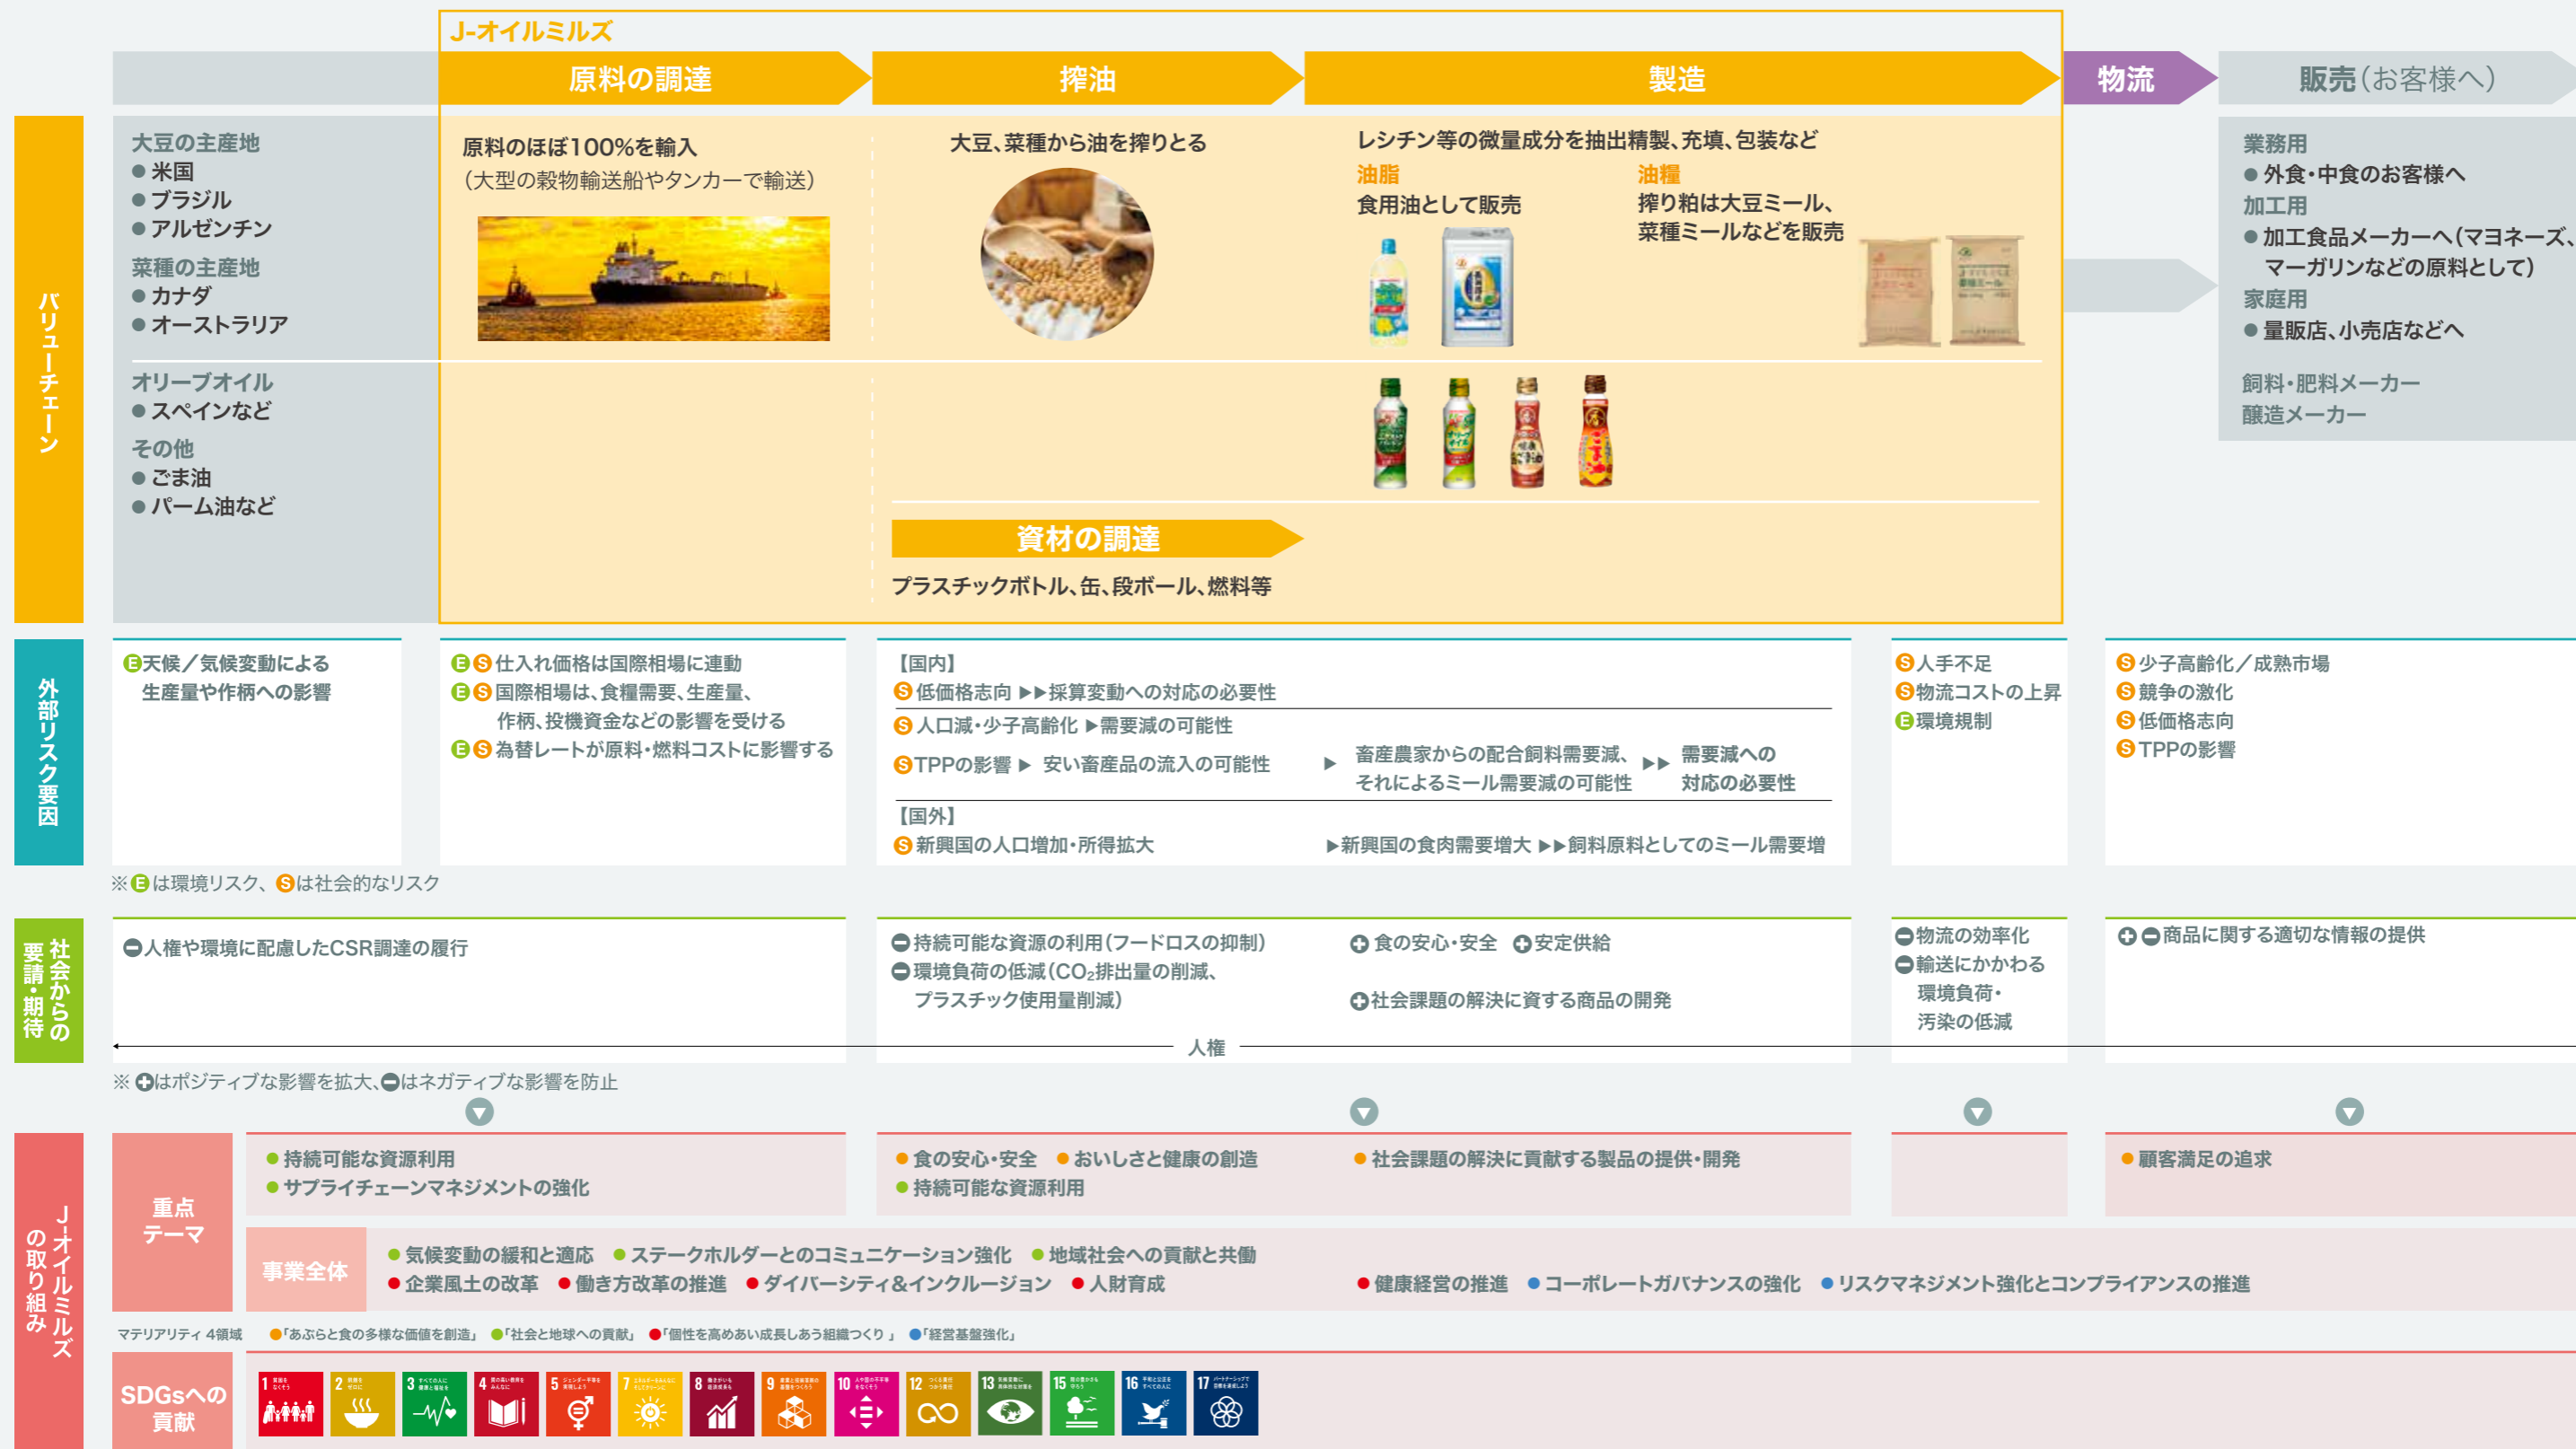 J-オイルミルズ
原料の調達
搾油
製造
物流
販売（お客様へ）
バリューチェーン
大豆の主産地
● 米国
● ブラジル
● アルゼンチン
菜種の主産地
● カナダ
● オーストラリア
オリーブオイル
● スペインなど
その他
● ごま油
● パーム油など
原料のほぼ100%を輸入
（大型の穀物輸送船やタンカーで輸送）
大豆、菜種から油を搾りとる
レシチン等の微量成分を抽出精製、充填、包装など
油脂
食用油として販売
油糧
搾り粕は大豆ミール、
菜種ミールなどを販売
資材の調達
プラスチックボトル、缶、段ボール、燃料等
業務用
● 外食・中食のお客様へ
加工用
● 加工食品メーカーへ（マヨネーズ、
マーガリンなどの原料として）
家庭用
● 量販店、小売店などへ
飼料・肥料メーカー
醸造メーカー
外部リスク要因
E天候／気候変動による
生産量や作柄への影響
E S 仕入れ価格は国際相場に連動
E S 国際相場は、食糧需要、生産量、
作柄、投機資金などの影響を受ける
E S 為替レートが原料・燃料コストに影響する
【国内】
S 低価格志向 ▶▶採算変動への対応の必要性
S 人口減・少子高齢化 ▶需要減の可能性
S TPPの影響 ▶ 安い畜産品の流入の可能性 ▶ 畜産農家からの配合飼料需要減、
それによるミール需要減の可能性 ▶▶ 需要減への
対応の必要性
【国外】
S 新興国の人口増加・所得拡大 ▶新興国の食肉需要増大 ▶▶飼料原料としてのミール需要増
S 人手不足
S 物流コストの上昇
E 環境規制
S 少子高齢化／成熟市場
S 競争の激化
S 低価格志向
S TPPの影響
※E は環境リスク、Sは社会的なリスク
社会からの
要請・期待
⊖人権や環境に配慮したCSR調達の履行
⊖持続可能な資源の利用（フードロスの抑制）
⊖環境負荷の低減（CO₂排出量の削減、
プラスチック使用量削減）
⊕ 食の安心・安全 ⊕安定供給
⊕社会課題の解決に資する商品の開発
⊖物流の効率化
⊖輸送にかかわる
環境負荷・
汚染の低減
⊕ ⊖商品に関する適切な情報の提供
人権
※ ⊕はポジティブな影響を拡大、⊖はネガティブな影響を防止
J-オイルミルズ
の取り組み
重点
テーマ
● 持続可能な資源利用
● サプライチェーンマネジメントの強化
● 食の安心・安全 ● おいしさと健康の創造 ● 社会課題の解決に貢献する製品の提供・開発
● 持続可能な資源利用
● 顧客満足の追求
事業全体
● 気候変動の緩和と適応 ● ステークホルダーとのコミュニケーション強化 ● 地域社会への貢献と共働
● 企業風土の改革 ● 働き方改革の推進 ● ダイバーシティ&インクルージョン ● 人財育成 ● 健康経営の推進 ● コーポレートガバナンスの強化 ● リスクマネジメント強化とコンプライアンスの推進
マテリアリティ 4領域 ●「あぶらと食の多様な価値を創造」 ●「社会と地球への貢献」 ●「個性を高めあい成長しあう組織つくり 」 ●「経営基盤強化」
SDGsへの
貢献
1 2 3 4 5 7 8 9 10 12 13 15 16 17